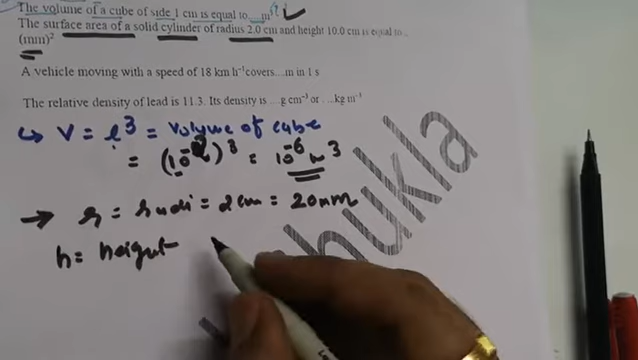 The volume of a cube of side 1 cm is equal to....m³
The surface area of a solid cylinder of radius 2.0 cm and height 10.0 cm is equal to...
(mm)²
A vehicle moving with a speed of 18 km h⁻¹covers....m in 1 s
The relative density of lead is 11.3. Its density is ....g cm⁻³ or ....kg m⁻³
V = l³ = volume of cube
= (10⁻²)³ = 10⁻⁶ m³
→ r = radi = 2cm = 20mm
h = height
hukla